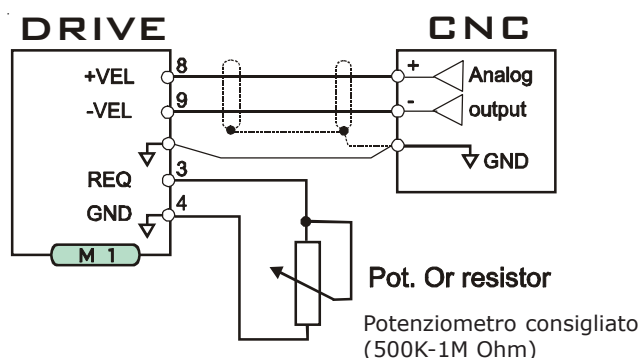 DRIVE
CNC
+VEL
8
+
Analog
-VEL
9
-
output
GND
REQ
3
GND
4
M 1
Pot. Or resistor
Potenziometro consigliato
(500K-1M Ohm)